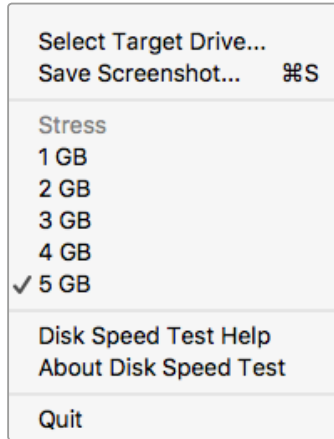 Select Target Drive...
Save Screenshot... ⌘S
Stress
1 GB
2 GB
3 GB
4 GB
✓ 5 GB
Disk Speed Test Help
About Disk Speed Test
Quit